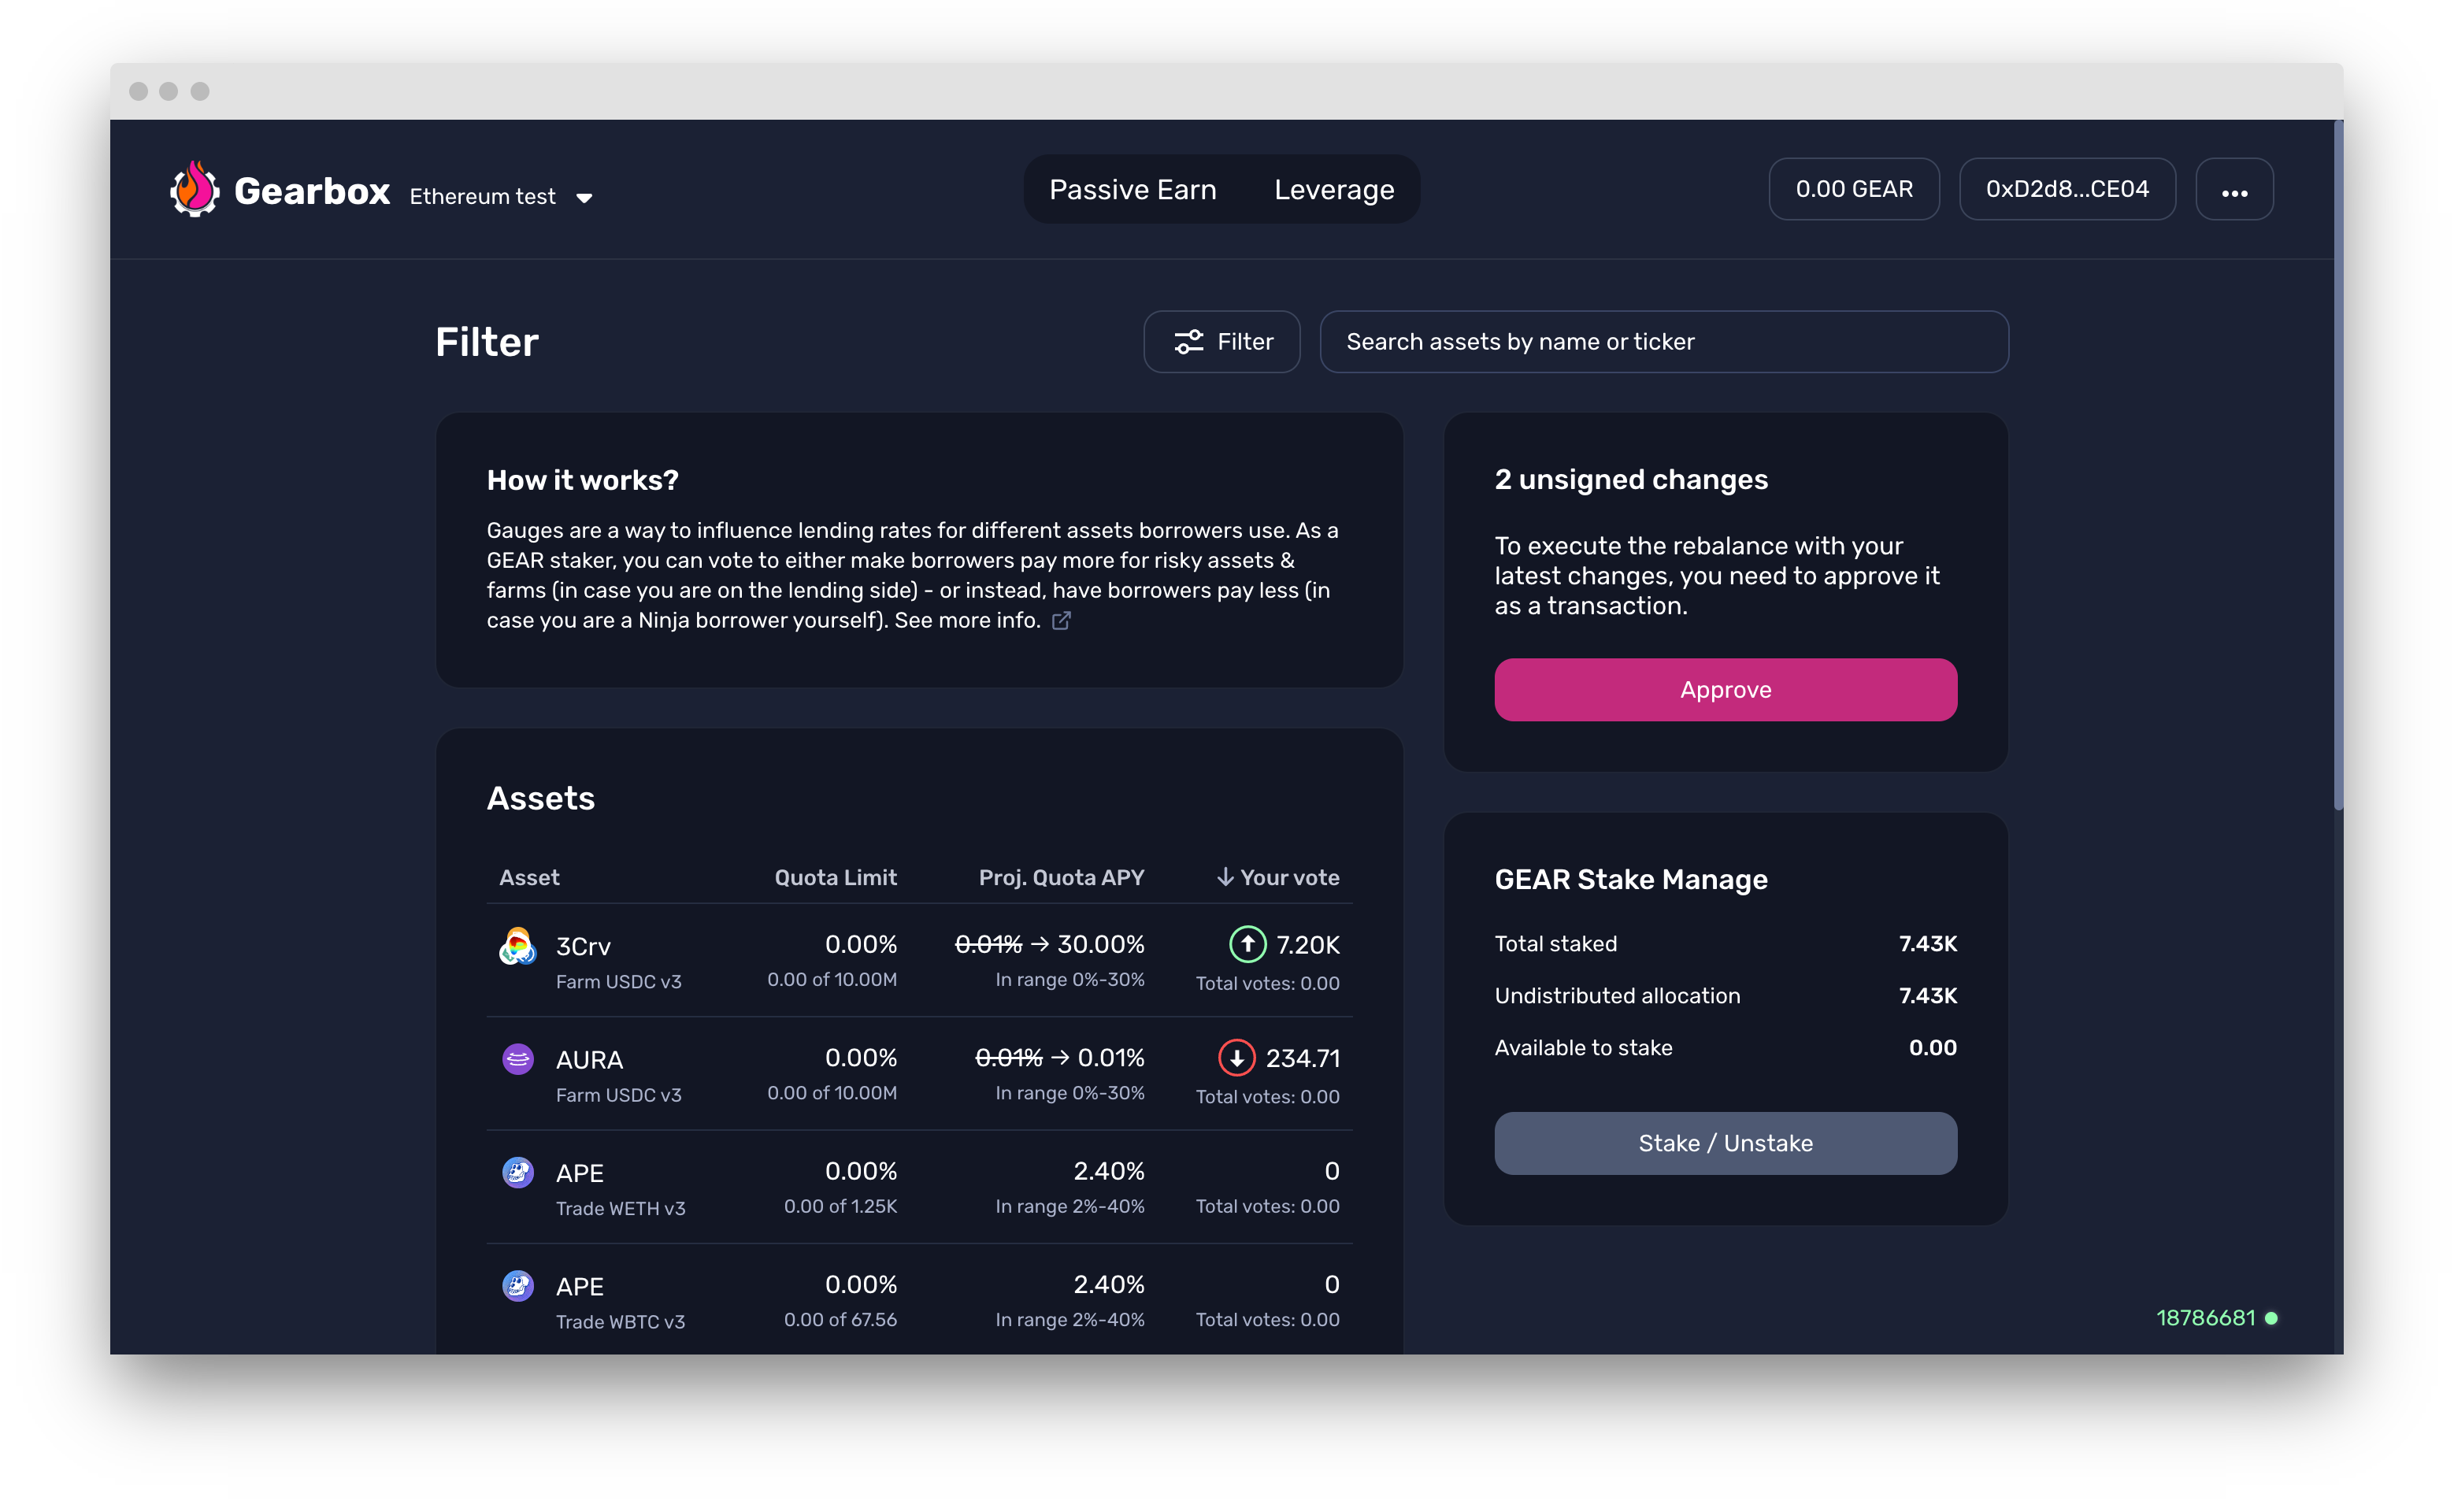 Gearbox Ethereum test
Passive Earn Leverage
0.00 GEAR 0xD2d8...CE04 ...
Filter
Filter
Search assets by name or ticker
How it works?
Gauges are a way to influence lending rates for different assets borrowers use. As a
GEAR staker, you can vote to either make borrowers pay more for risky assets &
farms (in case you are on the lending side) - or instead, have borrowers pay less (in
case you are a Ninja borrower yourself). See more info.
2 unsigned changes
To execute the rebalance with your
latest changes, you need to approve it
as a transaction.
Approve
Assets
Asset Quota Limit Proj. Quota APY ↓ Your vote
3Crv 0.00% 0.01% → 30.00% 7.20K
Farm USDC v3 0.00 of 10.00M In range 0%-30% Total votes: 0.00
AURA 0.00% 0.01% → 0.01% 234.71
Farm USDC v3 0.00 of 10.00M In range 0%-30% Total votes: 0.00
APE 0.00% 2.40% 0
Trade WETH v3 0.00 of 1.25K In range 2%-40% Total votes: 0.00
APE 0.00% 2.40% 0
Trade WBTC v3 0.00 of 67.56 In range 2%-40% Total votes: 0.00
GEAR Stake Manage
Total staked 7.43K
Undistributed allocation 7.43K
Available to stake 0.00
Stake / Unstake
18786681